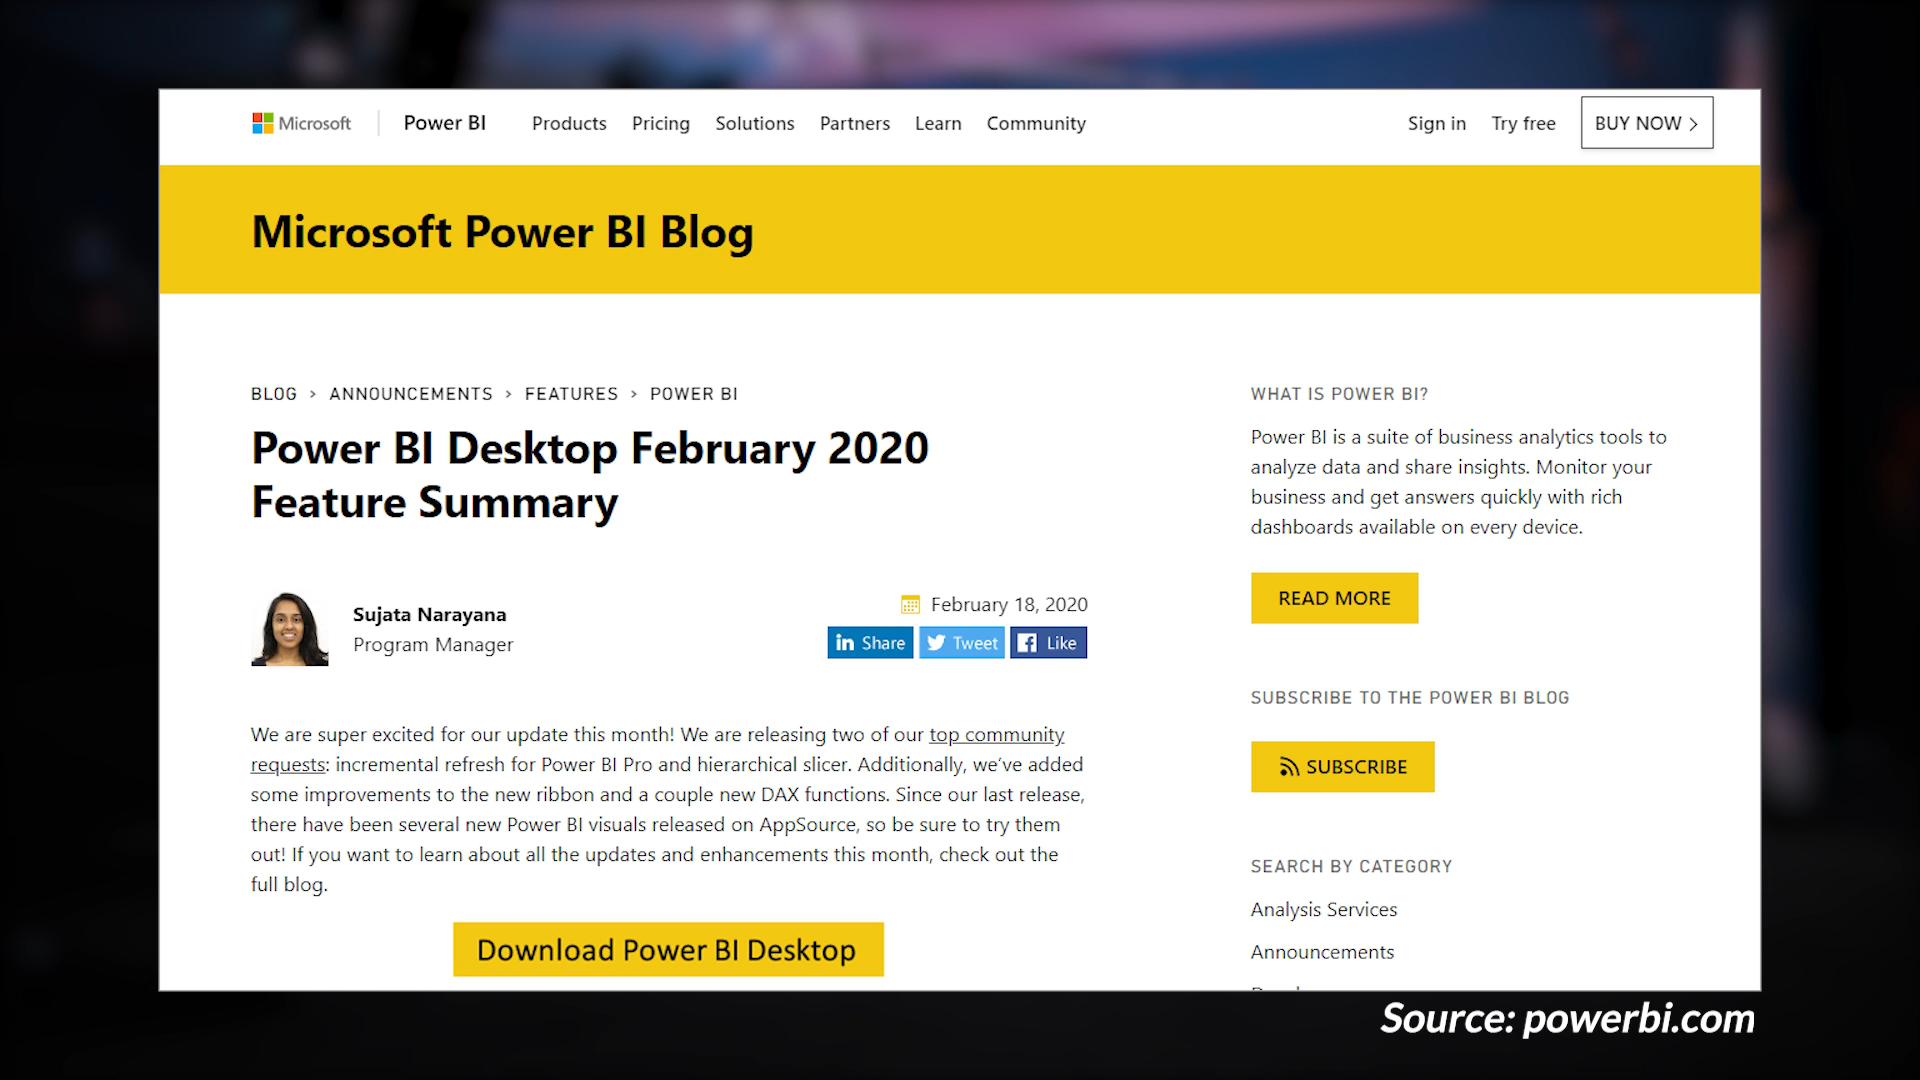 Microsoft Power BI Products Pricing Solutions Partners Learn Community Sign in Try free BUY NOW >
Microsoft Power BI Blog
BLOG > ANNOUNCEMENTS > FEATURES > POWER BI
Power BI Desktop February 2020
Feature Summary
Sujata Narayana
Program Manager
February 18, 2020
in Share Tweet Like
We are super excited for our update this month! We are releasing two of our top community
requests: incremental refresh for Power BI Pro and hierarchical slicer. Additionally, we’ve added
some improvements to the new ribbon and a couple new DAX functions. Since our last release,
there have been several new Power BI visuals released on AppSource, so be sure to try them
out! If you want to learn about all the updates and enhancements this month, check out the
full blog.
Download Power BI Desktop
WHAT IS POWER BI?
Power BI is a suite of business analytics tools to
analyze data and share insights. Monitor your
business and get answers quickly with rich
dashboards available on every device.
READ MORE
SUBSCRIBE TO THE POWER BI BLOG
SUBSCRIBE
SEARCH BY CATEGORY
Analysis Services
Announcements
Source: powerbi.com